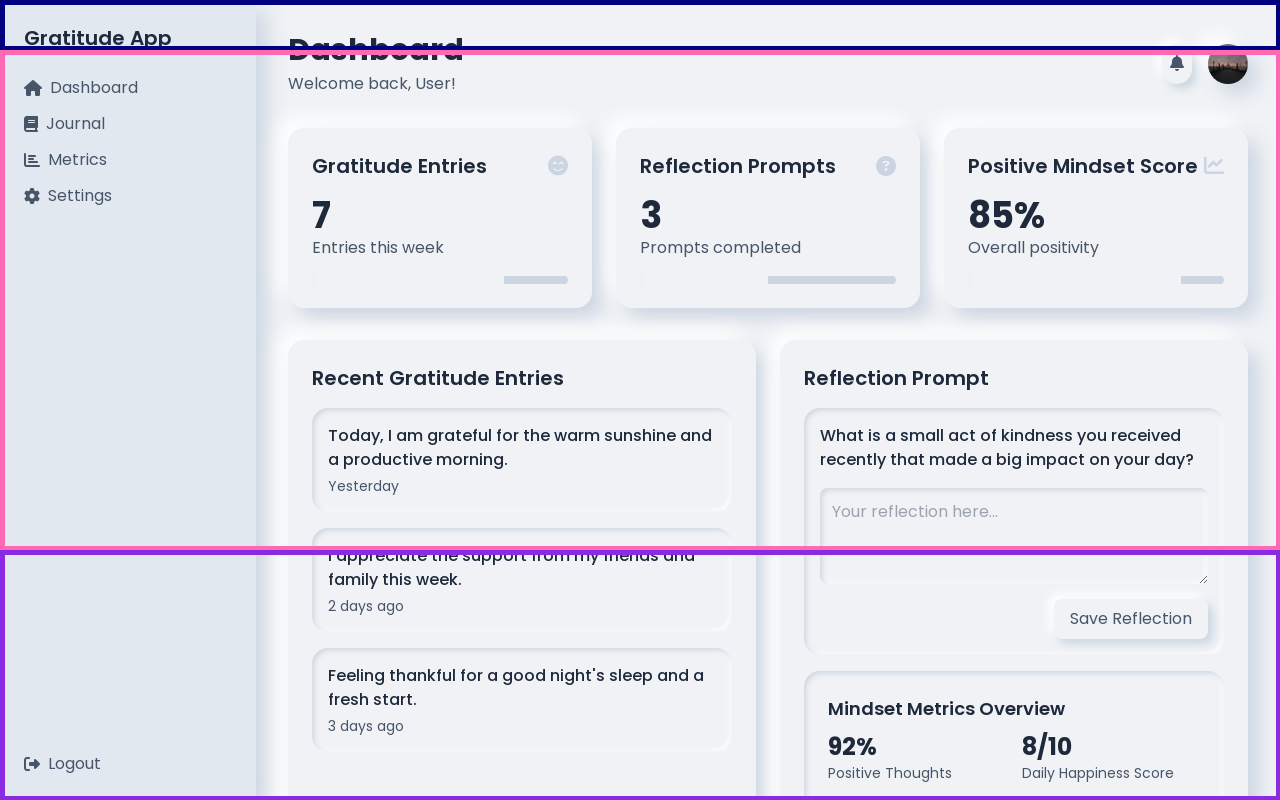 Gratitude App
Dashboard
Journal
Metrics
Settings
Logout
Dashboard
Welcome back, User!
Gratitude Entries
7
Entries this week
Reflection Prompts
3
Prompts completed
Positive Mindset Score
85%
Overall positivity
Recent Gratitude Entries
Today, I am grateful for the warm sunshine and
a productive morning.
Yesterday
I appreciate the support from my friends and
family this week.
2 days ago
Feeling thankful for a good night's sleep and a
fresh start.
3 days ago
Reflection Prompt
What is a small act of kindness you received
recently that made a big impact on your day?
Your reflection here...
Save Reflection
Mindset Metrics Overview
92%
Positive Thoughts
8/10
Daily Happiness Score